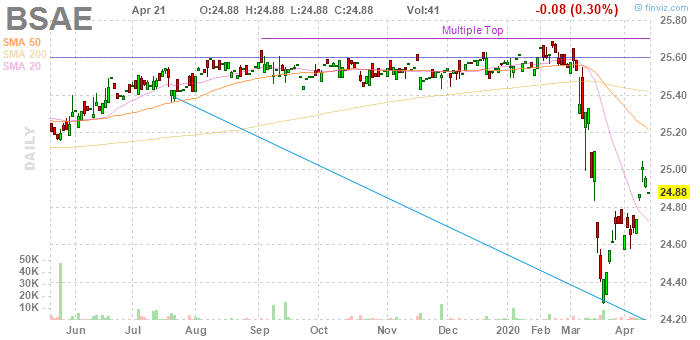 BSAE
Apr 21 O:24.88 H:24.88 L:24.88 C:24.88 Vol:41 -0.08 (0.30%)
© finviz.com
SMA 50
SMA 200
SMA 20
Multiple Top
DAILY
25.80
25.60
25.40
25.20
25.00
24.88
24.80
24.60
24.40
24.20
50K
40K
30K
20K
10K
Jun Jul Aug Sep Oct Nov Dec 2020 Feb Mar Apr